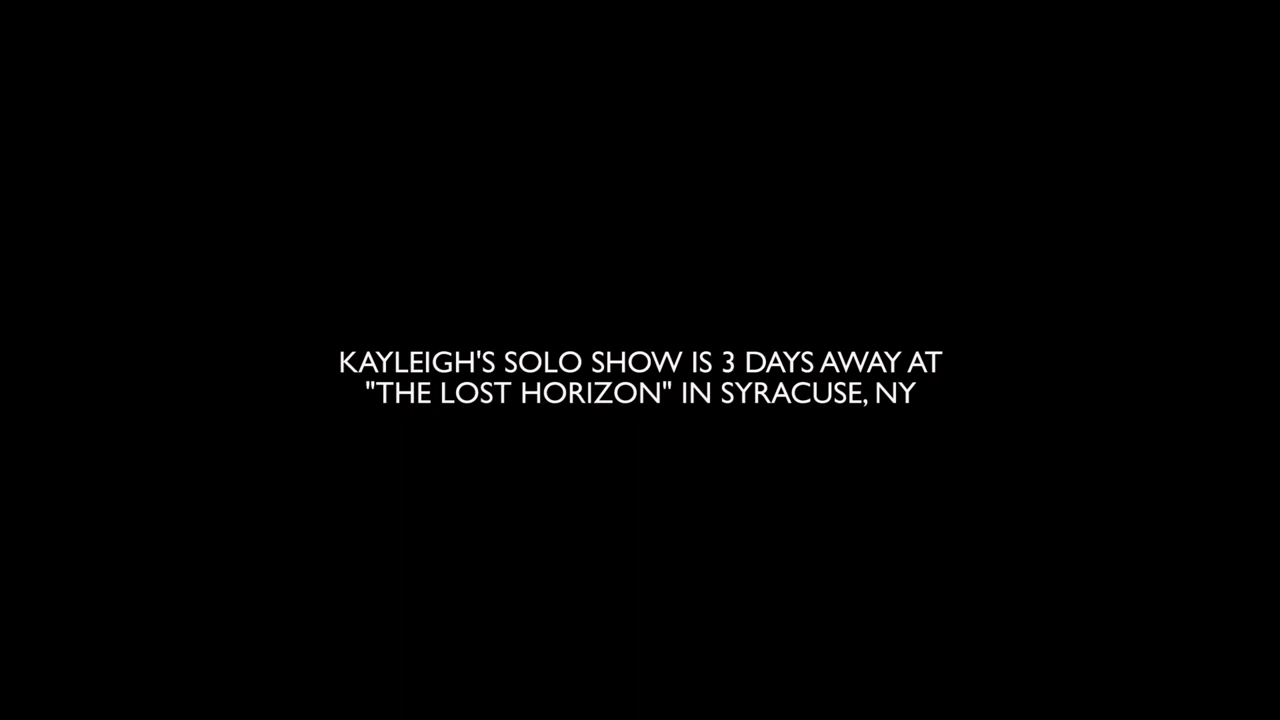 KAYLEIGH'S SOLO SHOW IS 3 DAYS AWAY AT
"THE LOST HORIZON" IN SYRACUSE, NY